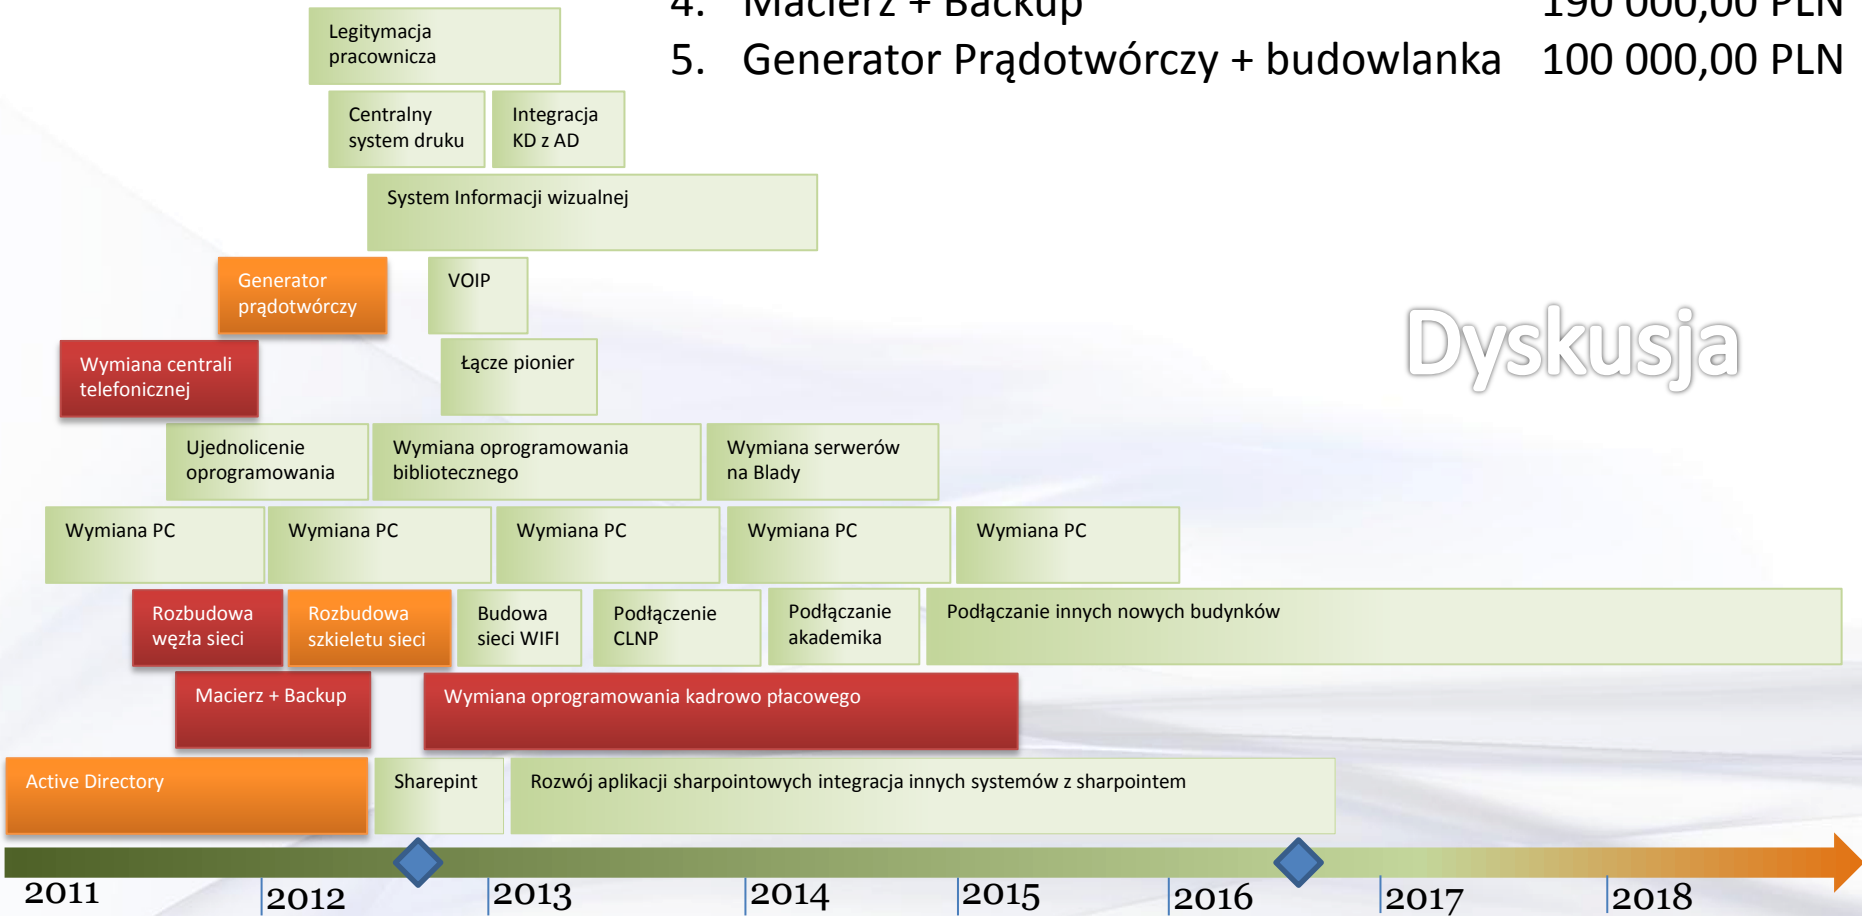 4. Macierz + Backup 190 000,00 PLN
5. Generator Prądotwórczy + budowlanka 100 000,00 PLN
Legitymacja
pracownicza
Centralny
system druku
Integracja
KD z AD
System Informacji wizualnej
Generator
prądotwórczy
VOIP
Dyskusja
Wymiana centrali
telefonicznej
Łącze pionier
Ujednolicenie
oprogramowania
Wymiana oprogramowania
bibliotecznego
Wymiana serwerów
na Blady
Wymiana PC
Wymiana PC
Wymiana PC
Wymiana PC
Wymiana PC
Rozbudowa
węzła sieci
Rozbudowa
szkieletu sieci
Budowa
sieci WIFI
Podłączenie
CLNP
Podłączanie
akademika
Podłączanie innych nowych budynków
Macierz + Backup
Wymiana oprogramowania kadrowo płacowego
Active Directory
Sharepint
Rozwój aplikacji sharpointowych integracja innych systemów z sharpointem
2011
2012
2013
2014
2015
2016
2017
2018